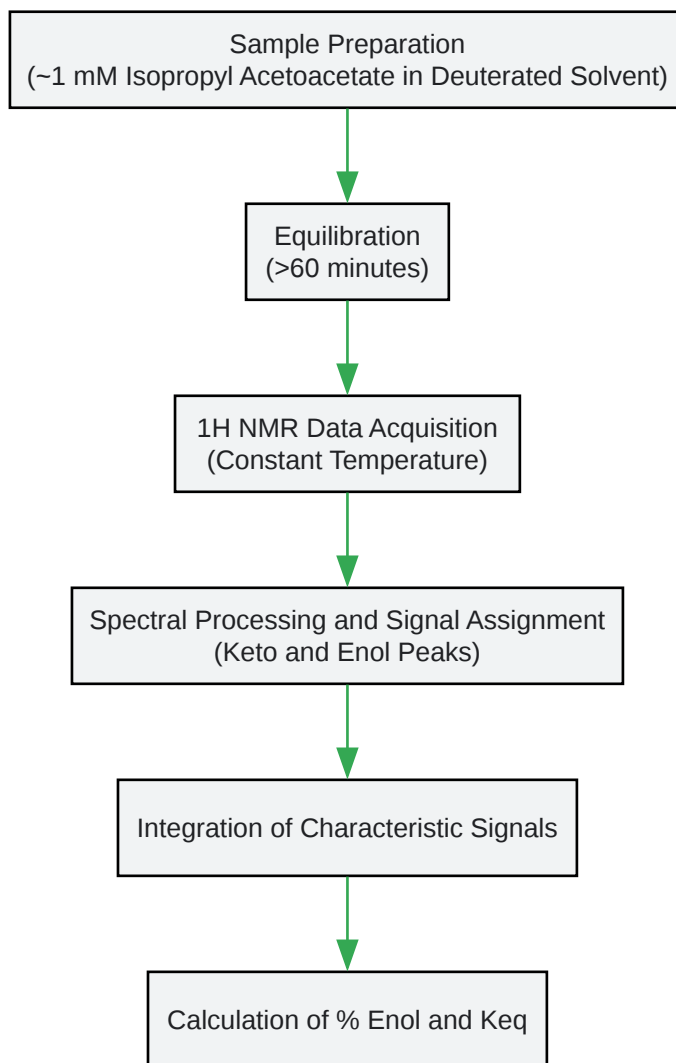 Sample Preparation
(~1 mM Isopropyl Acetoacetate in Deuterated Solvent)
Equilibration
(>60 minutes)
1H NMR Data Acquisition
(Constant Temperature)
Spectral Processing and Signal Assignment
(Keto and Enol Peaks)
Integration of Characteristic Signals
Calculation of % Enol and Keq